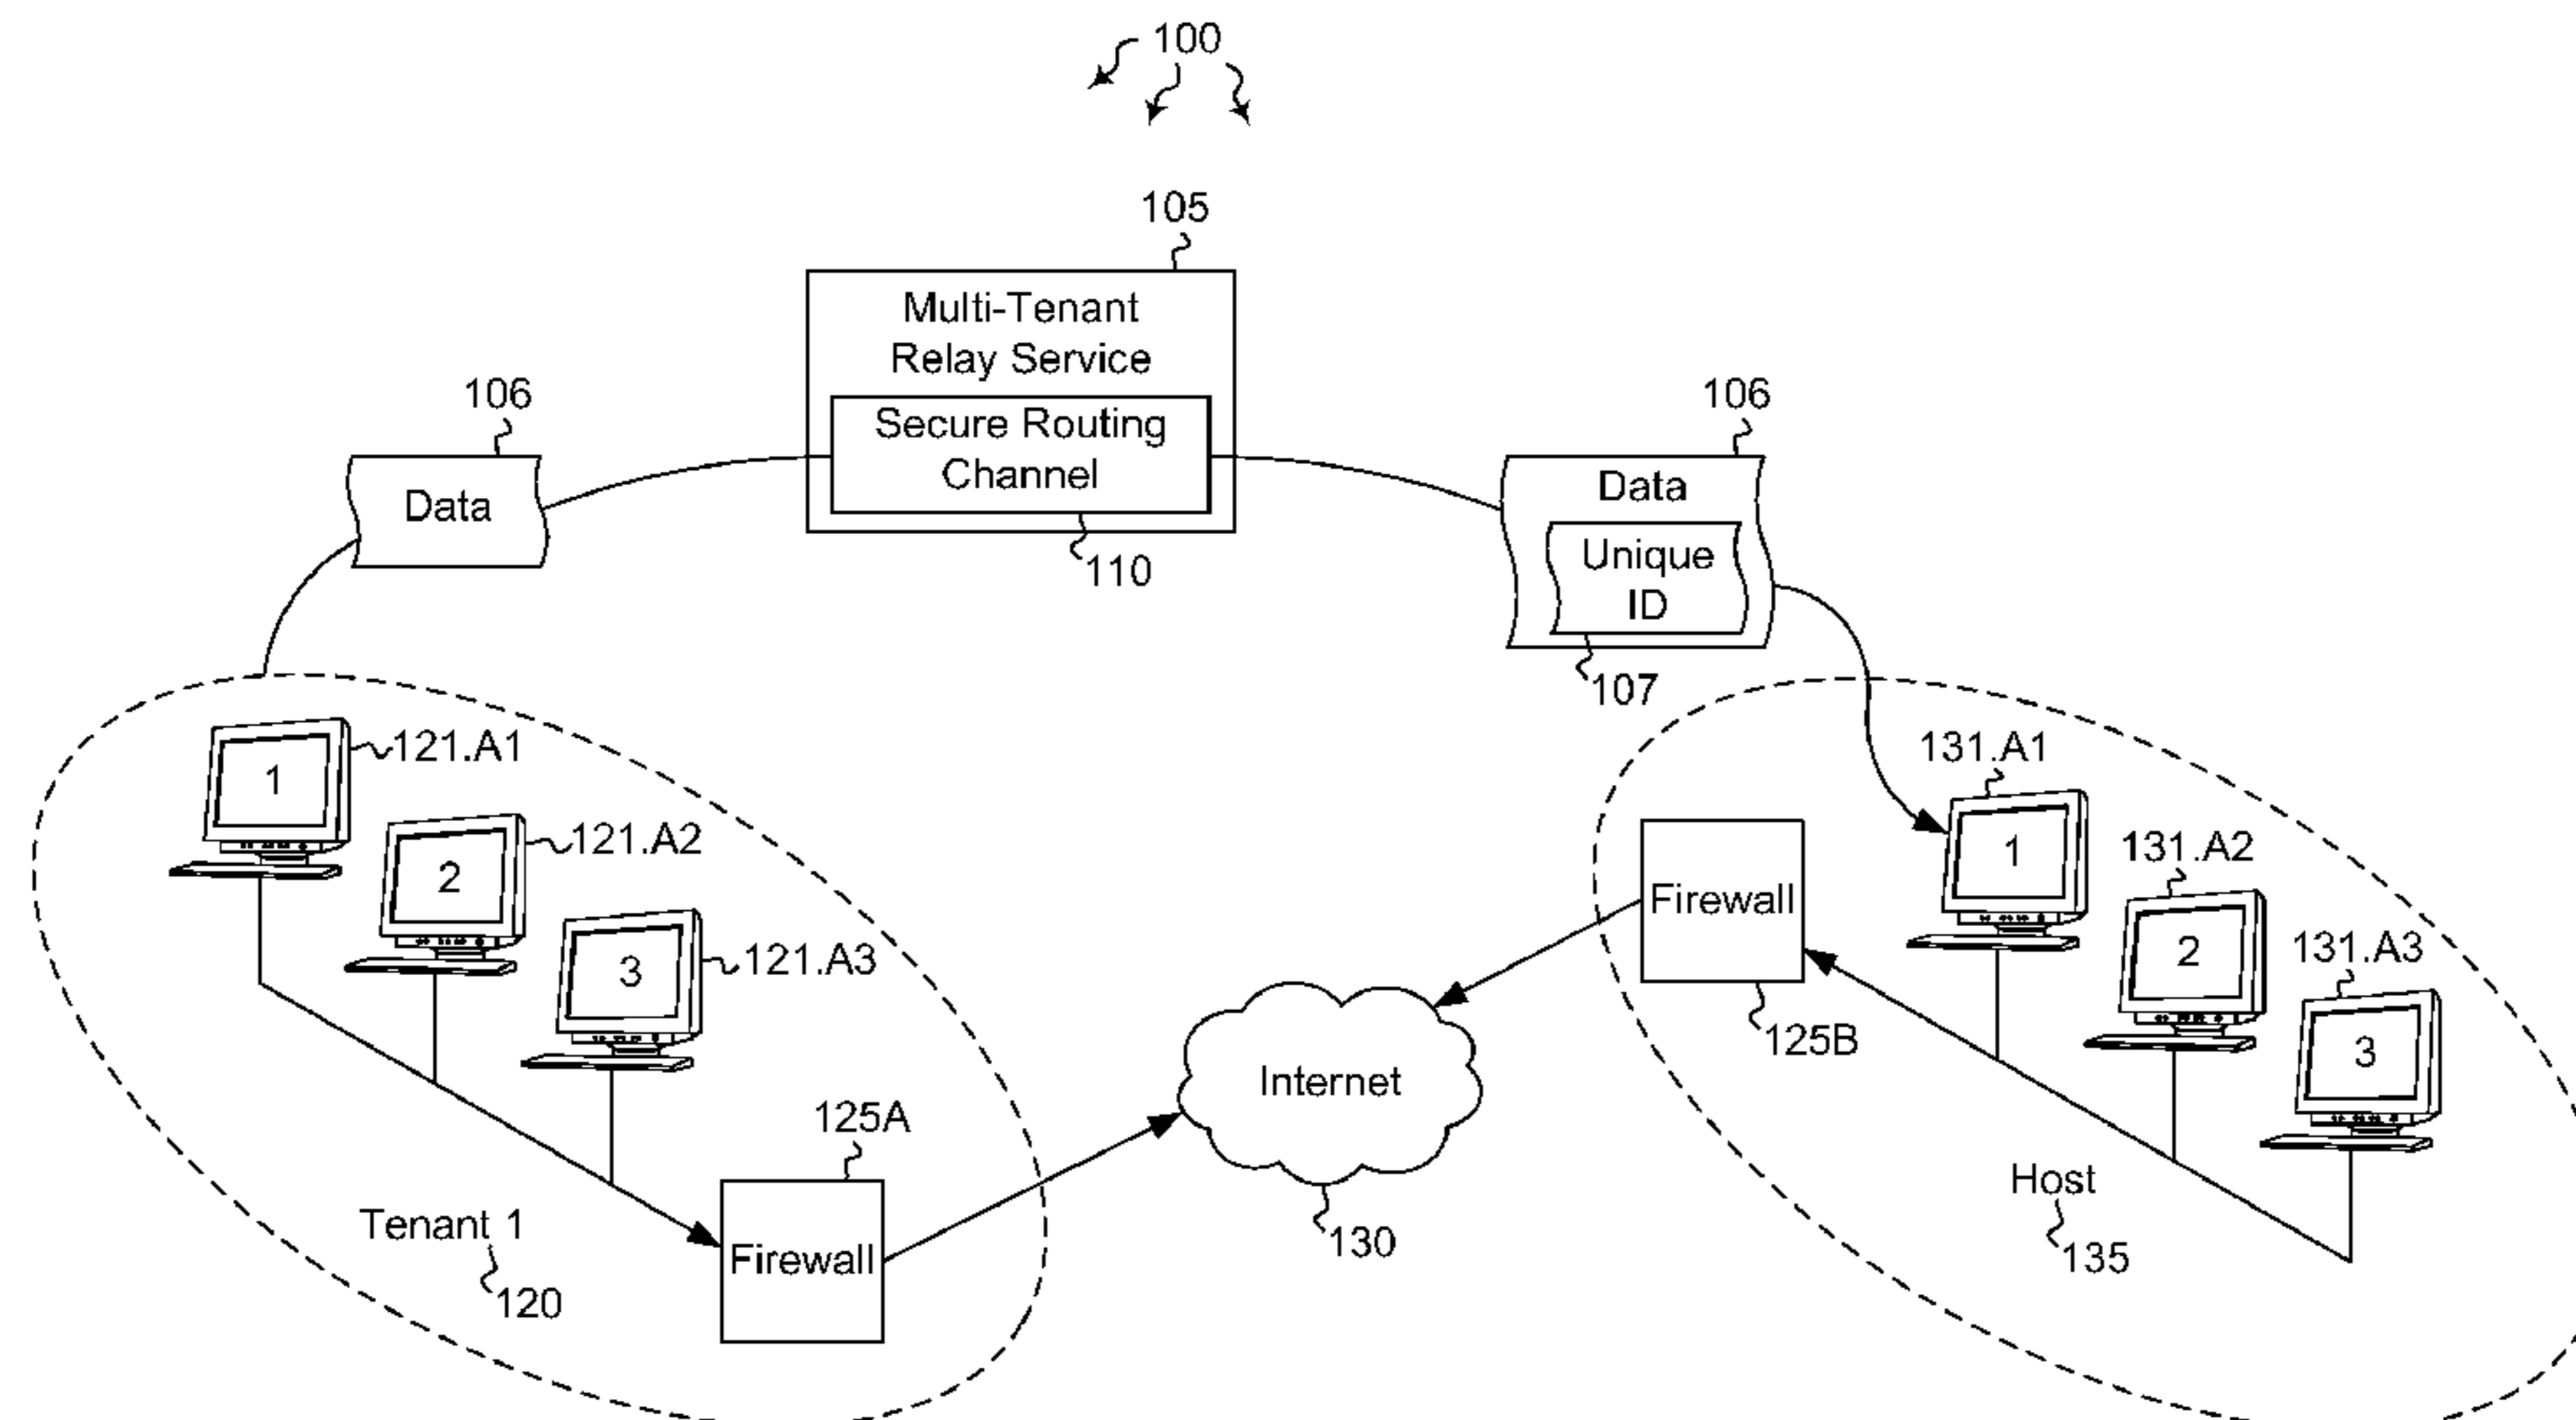 100
105
Multi-Tenant
Relay Service
Secure Routing
Channel
110
106
Data
106
Data
Unique
ID
107
1
121.A1
2
121.A2
3
121.A3
125A
Firewall
Tenant 1
120
Internet
130
Firewall
125B
131.A1
1
131.A2
2
131.A3
3
Host
135